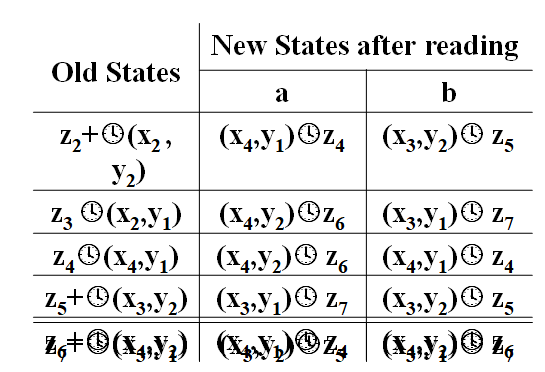 Old States
New States after reading
a b
z₂+🕓(x₂, (x₄,y₁)🕓z₄ (x₃,y₂)🕓 z₅
y₂)
z₃ 🕓(x₂,y₁) (x₄,y₂)🕓z₆ (x₃,y₁)🕓 z₇
z₄🕓(x₄,y₁) (x₄,y₂)🕓 z₆ (x₄,y₁)🕓 z₄
z₅+🕓(x₃,y₂) (x₃,y₁)🕓 z₇ (x₃,y₂)🕓 z₅